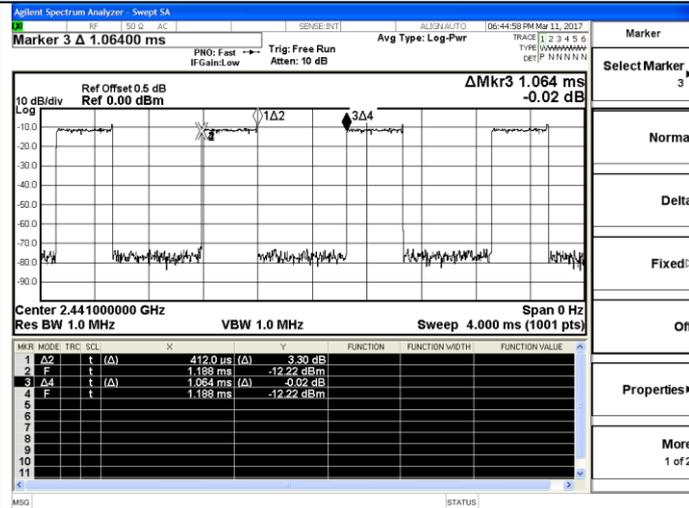 Agilent Spectrum Analyzer - Swept SA
RF 50 Ω AC SENSE:INT ALIGN AUTO 06:44:58 PM Mar 11, 2017
Marker 3 Δ 1.06400 ms
PNO: Fast
IFGain:Low
Trig: Free Run
Atten: 10 dB
Avg Type: Log-Pwr
TRACE 1 2 3 4 5 6
TYPE W
DET P N N N N N
Ref Offset 0.5 dB
10 dB/div Ref 0.00 dBm
Log
ΔMkr3 1.064 ms
-0.02 dB
1Δ2
3Δ4
-10.0
-20.0
-30.0
-40.0
-50.0
-60.0
-70.0
-80.0
-90.0
Center 2.441000000 GHz Span 0 Hz
Res BW 1.0 MHz VBW 1.0 MHz Sweep 4.000 ms (1001 pts)
MKR MODE TRC SCL X Y FUNCTION FUNCTION WIDTH FUNCTION VALUE
1 Δ2 t (Δ) 412.0 µs (Δ) 3.30 dB
2 F t 1.188 ms -12.22 dBm
3 Δ4 t (Δ) 1.064 ms (Δ) -0.02 dB
4 F t 1.188 ms -12.22 dBm
5
6
7
8
9
10
11
MSG STATUS
Marker
Select Marker
3
Norma
Delta
Fixed
Of
Properties
More
1 of 2